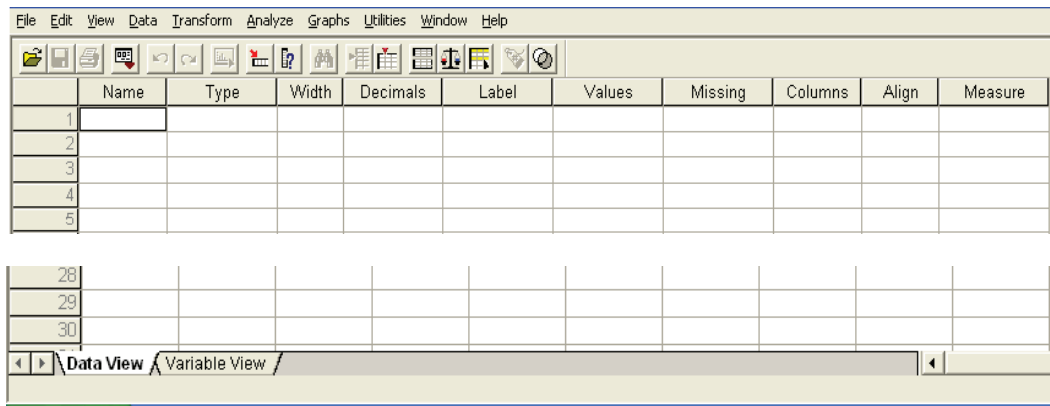 File Edit View Data Transform Analyze Graphs Utilities Window Help
Name Type Width Decimals Label Values Missing Columns Align Measure
1
2
3
4
5
28
29
30
Data View Variable View